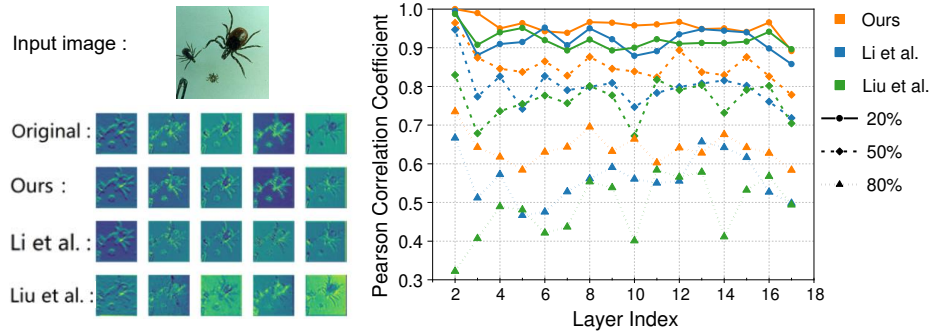 Input image :
Original :
Ours :
Li et al. :
Liu et al. :
Pearson Correlation Coefficient
1.0
0.9
0.8
0.7
0.6
0.5
0.4
0.3
2 4 6 8 10 12 14 16 18
Layer Index
Ours
Li et al.
Liu et al.
20%
50%
80%